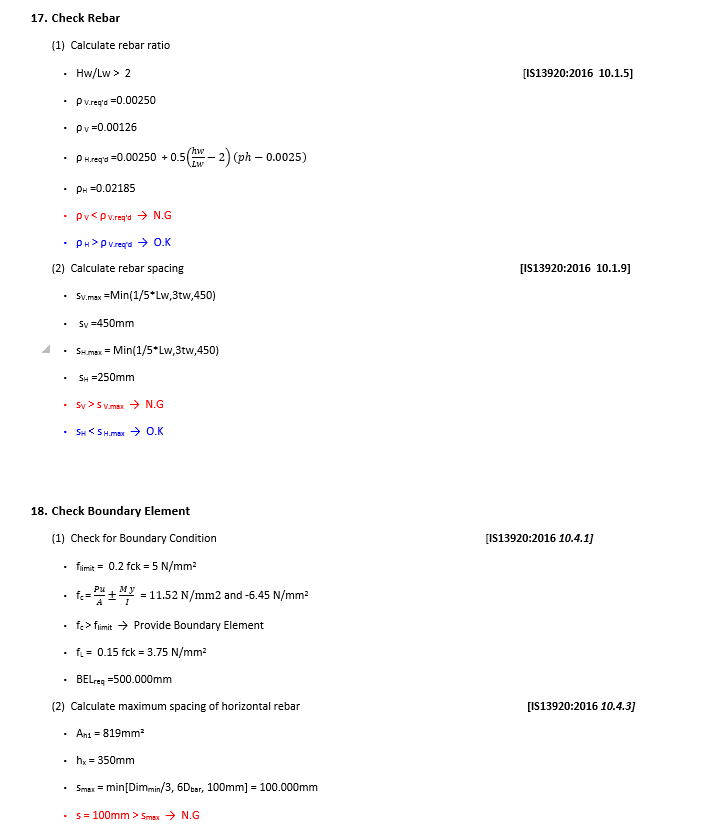 17. Check Rebar
(1) Calculate rebar ratio
• Hw/Lw > 2 [IS13920:2016 10.1.5]
• ρ V.req'd =0.00250
• ρ V =0.00126
• ρ H.req'd =0.00250 + 0.5(hw/Lw − 2) (ph − 0.0025)
• ρH =0.02185
• ρ V < ρ V.req'd → N.G
• ρ H > ρ V.req'd → O.K
(2) Calculate rebar spacing [IS13920:2016 10.1.9]
• sV.max =Min(1/5*Lw,3tw,450)
• sV =450mm
• sH.max = Min(1/5*Lw,3tw,450)
• sH =250mm
• sV > s V.max → N.G
• sH < s H.max → O.K
18. Check Boundary Element
(1) Check for Boundary Condition [IS13920:2016 10.4.1]
• flimit = 0.2 fck = 5 N/mm²
• fc = Pu/A ± My/I = 11.52 N/mm2 and -6.45 N/mm²
• fc > flimit → Provide Boundary Element
• fL = 0.15 fck = 3.75 N/mm²
• BELreq =500.000mm
(2) Calculate maximum spacing of horizontal rebar [IS13920:2016 10.4.3]
• Ah1 = 819mm²
• hx = 350mm
• smax = min[Dimmin/3, 6Dbar, 100mm] = 100.000mm
• s = 100mm > smax → N.G